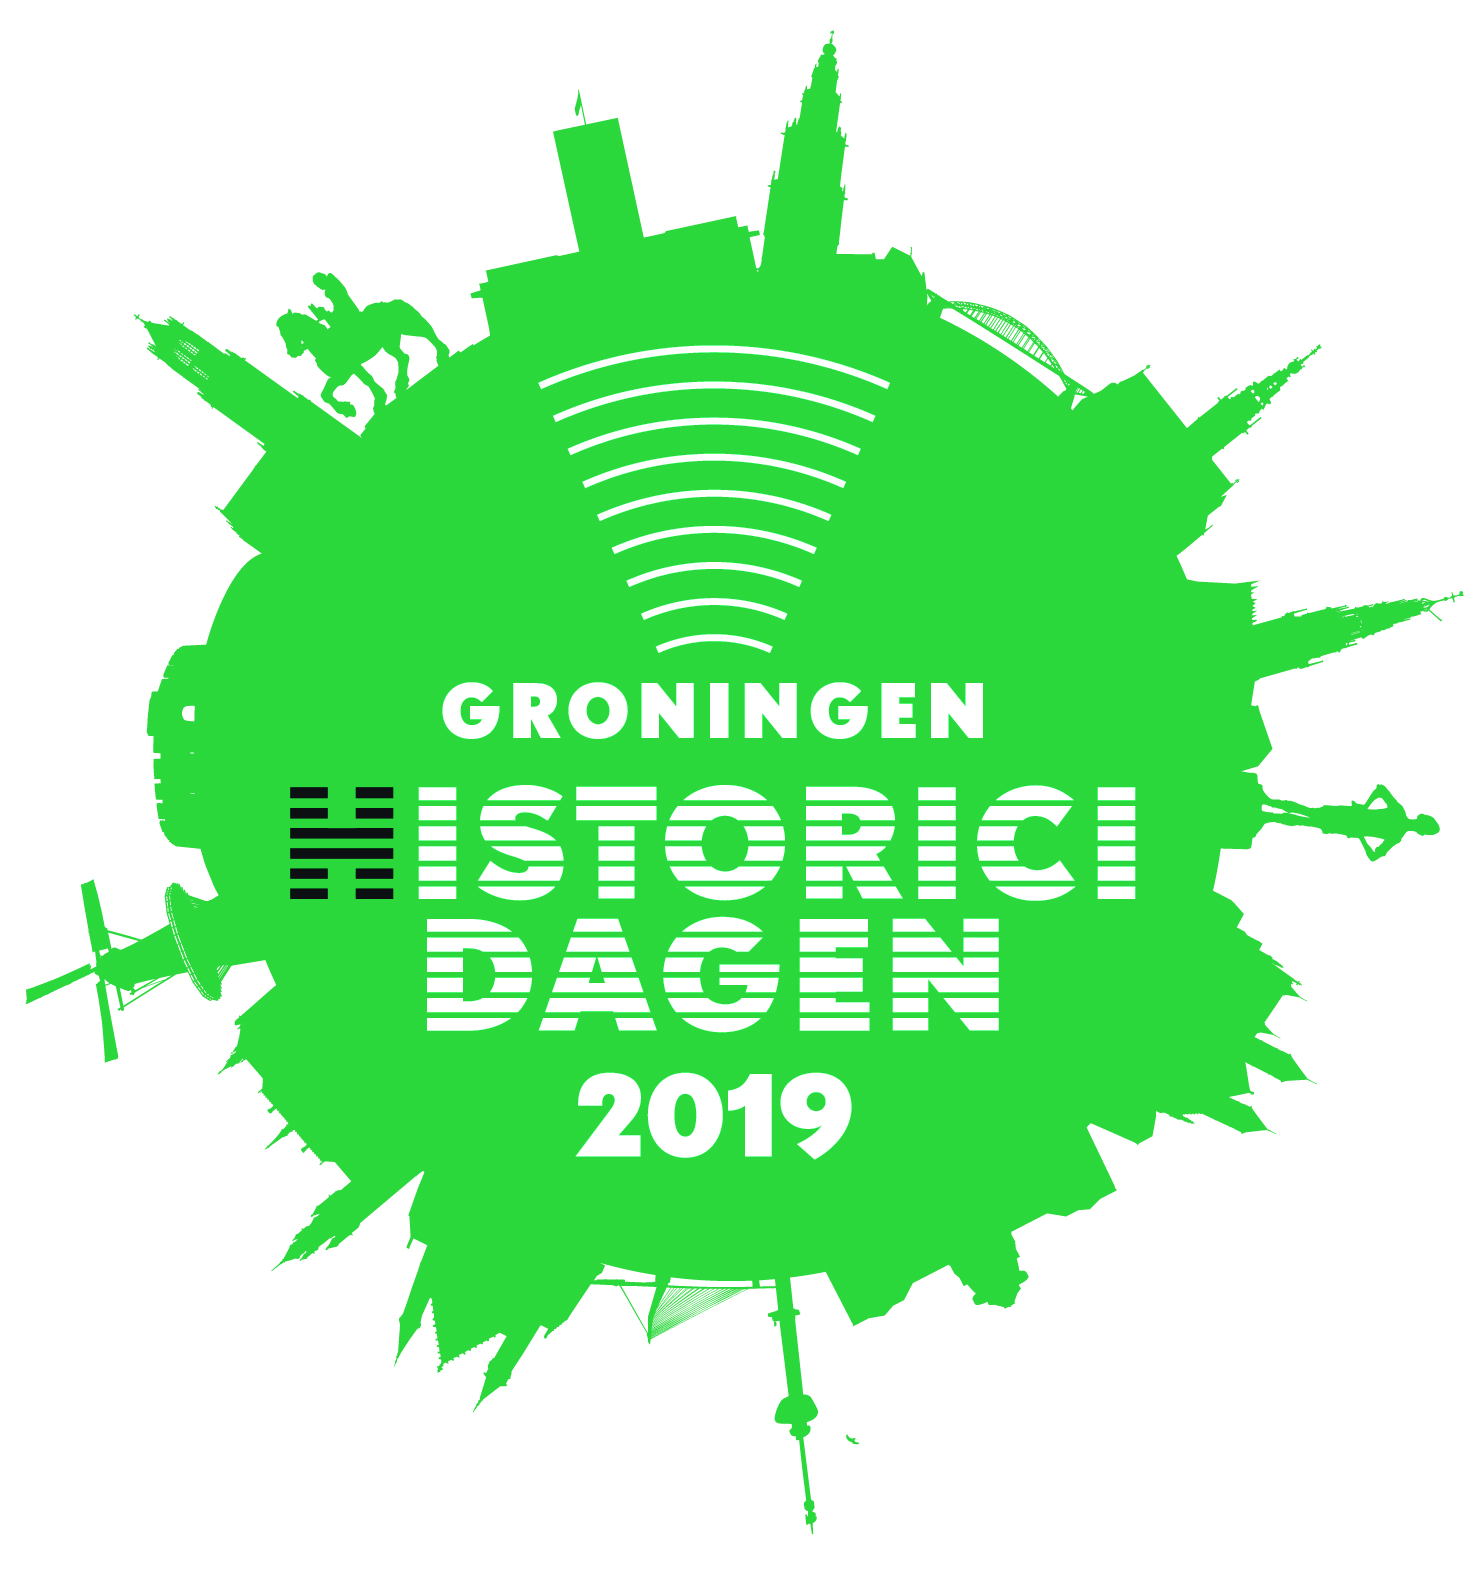 GRONINGEN
HISTORICI
DAGEN
2019